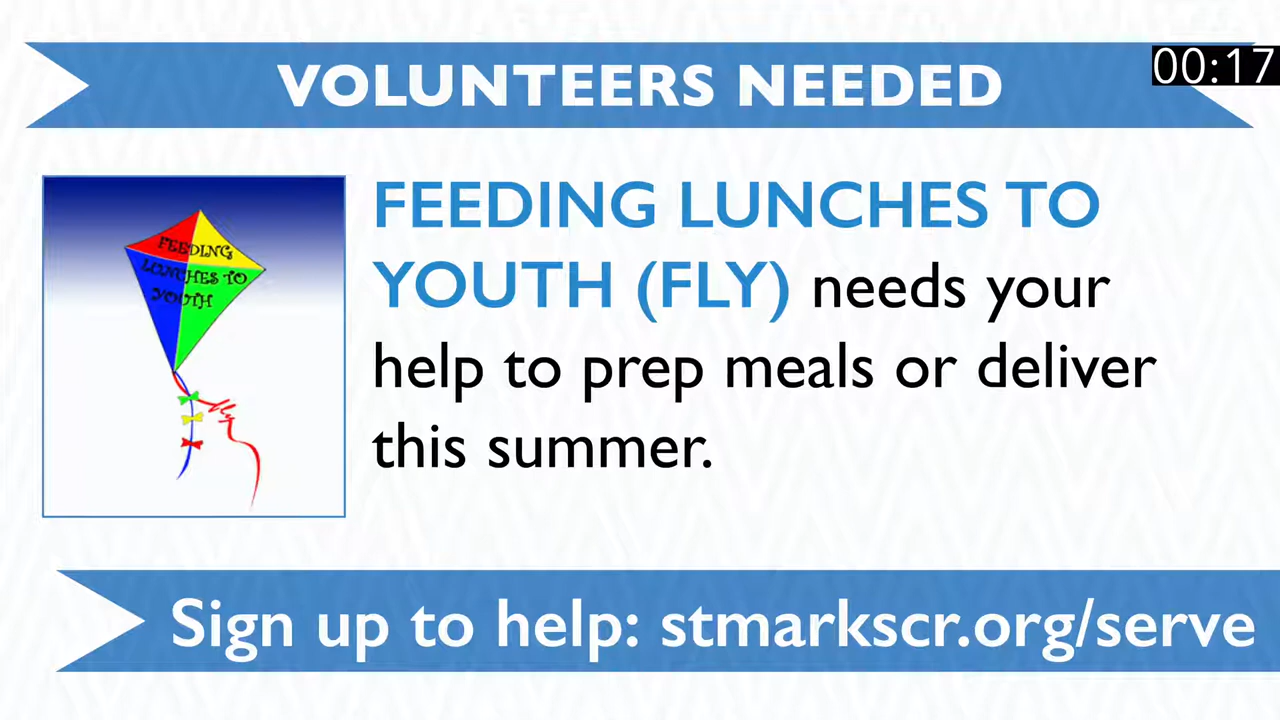 VOLUNTEERS NEEDED
00:17
FEEDING
LUNCHES TO
YOUTH
fly
FEEDING LUNCHES TO
YOUTH (FLY) needs your
help to prep meals or deliver
this summer.
Sign up to help: stmarkscr.org/serve